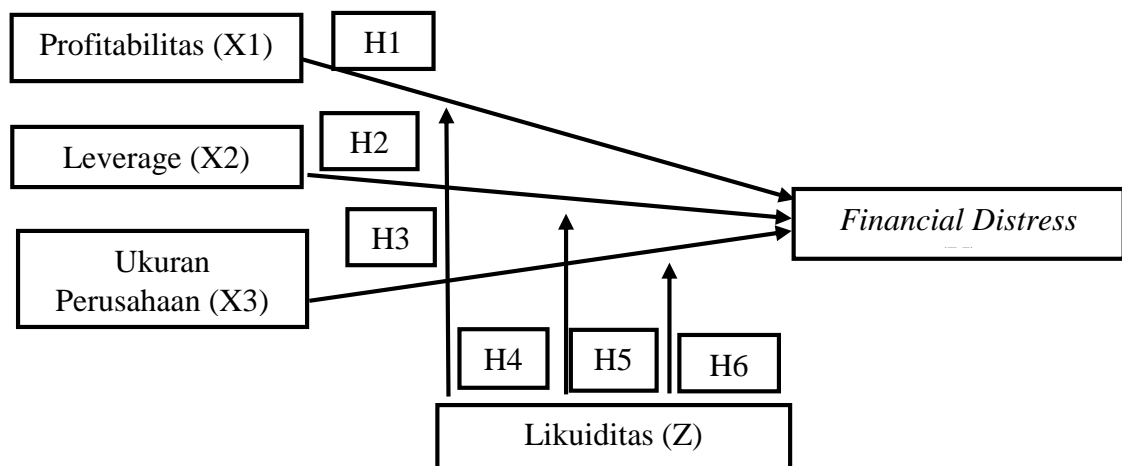 Profitabilitas (X1)
H1
Leverage (X2)
H2
Ukuran
Perusahaan (X3)
H3
Financial Distress
H4
H5
H6
Likuiditas (Z)